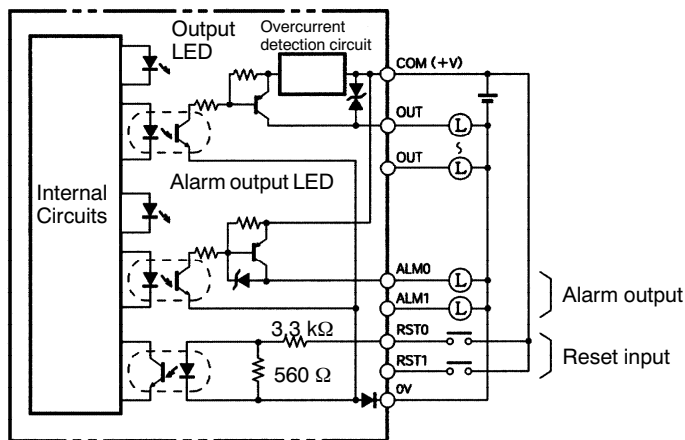 Output
LED
Overcurrent
detection circuit
COM (+V)
OUT
L
OUT
L
Internal
Circuits
Alarm output LED
ALM0
L
ALM1
L
Alarm output
3.3 kΩ
RST0
560 Ω
RST1
Reset input
0V